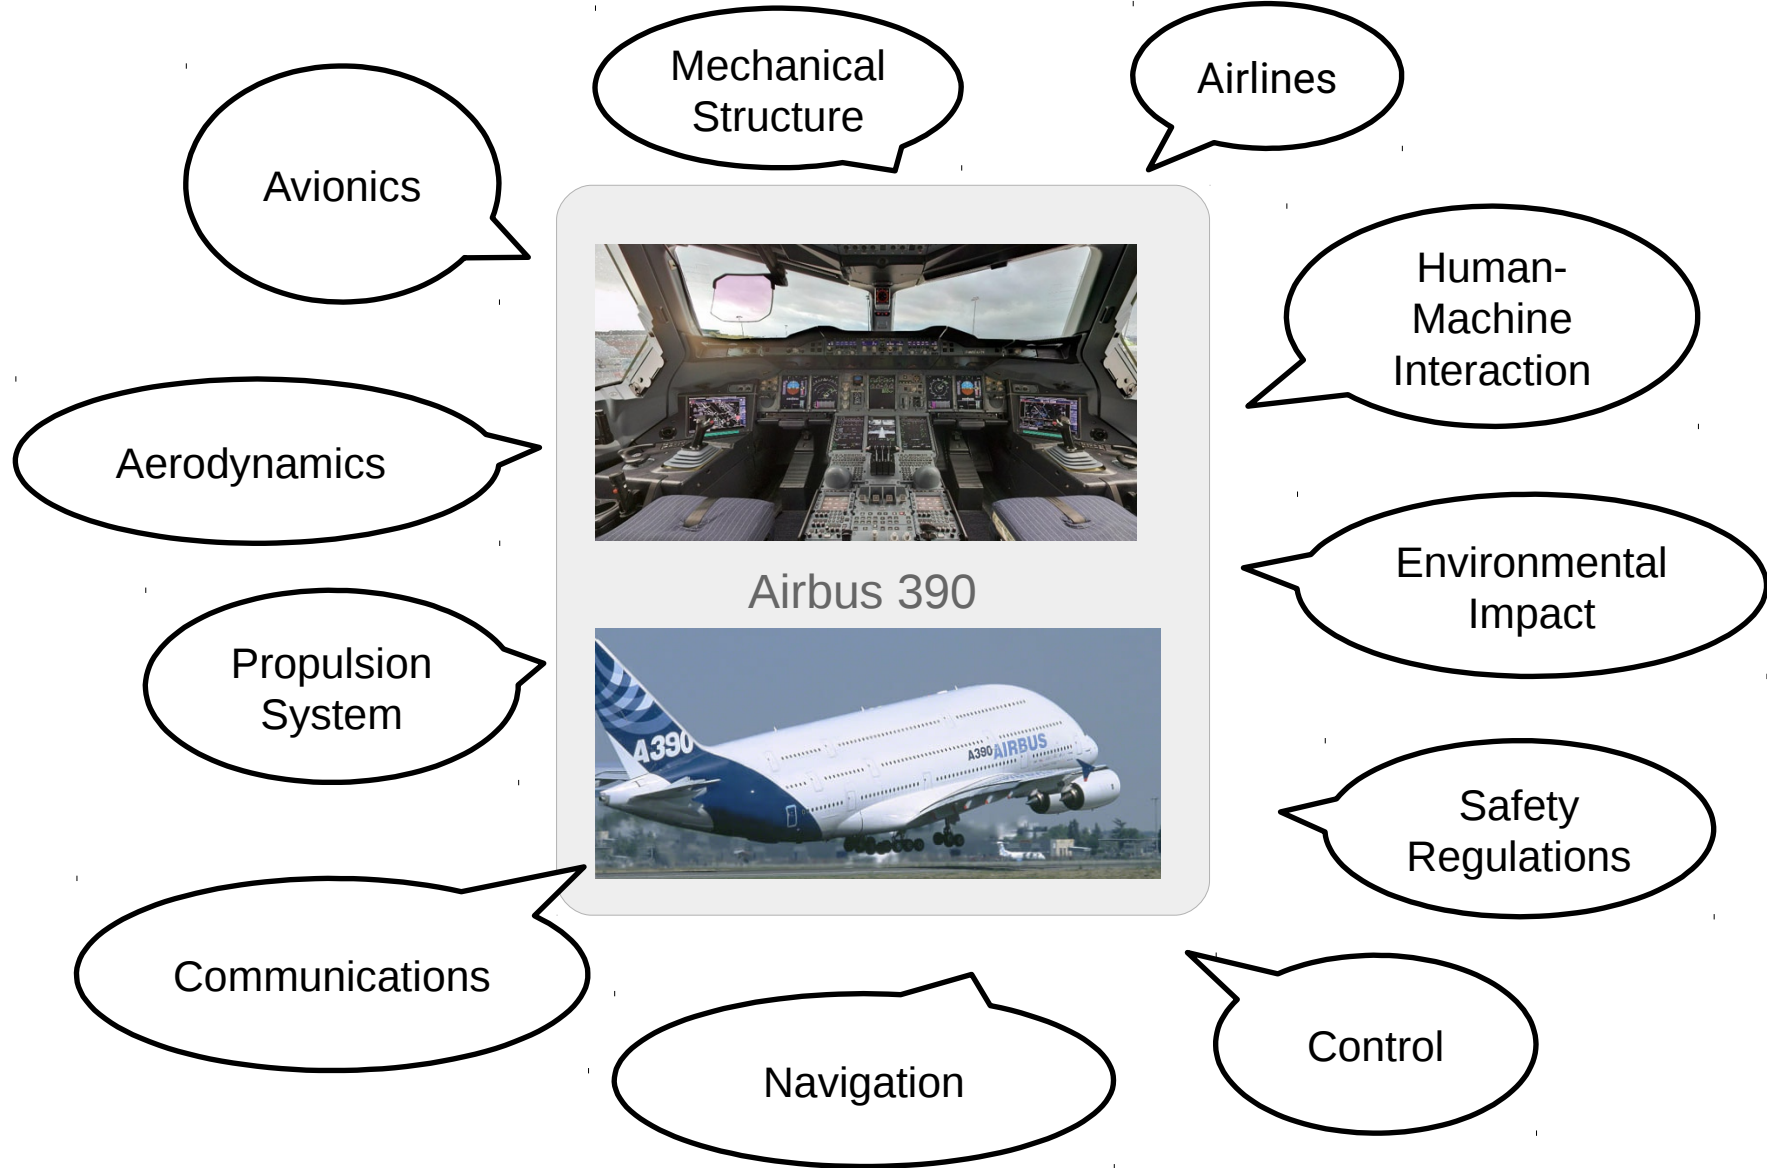 Mechanical
Structure
Airlines
Avionics
Human-
Machine
Interaction
Aerodynamics
Airbus 390
Environmental
Impact
Propulsion
System
A390
A390 AIRBUS
Safety
Regulations
Communications
Navigation
Control